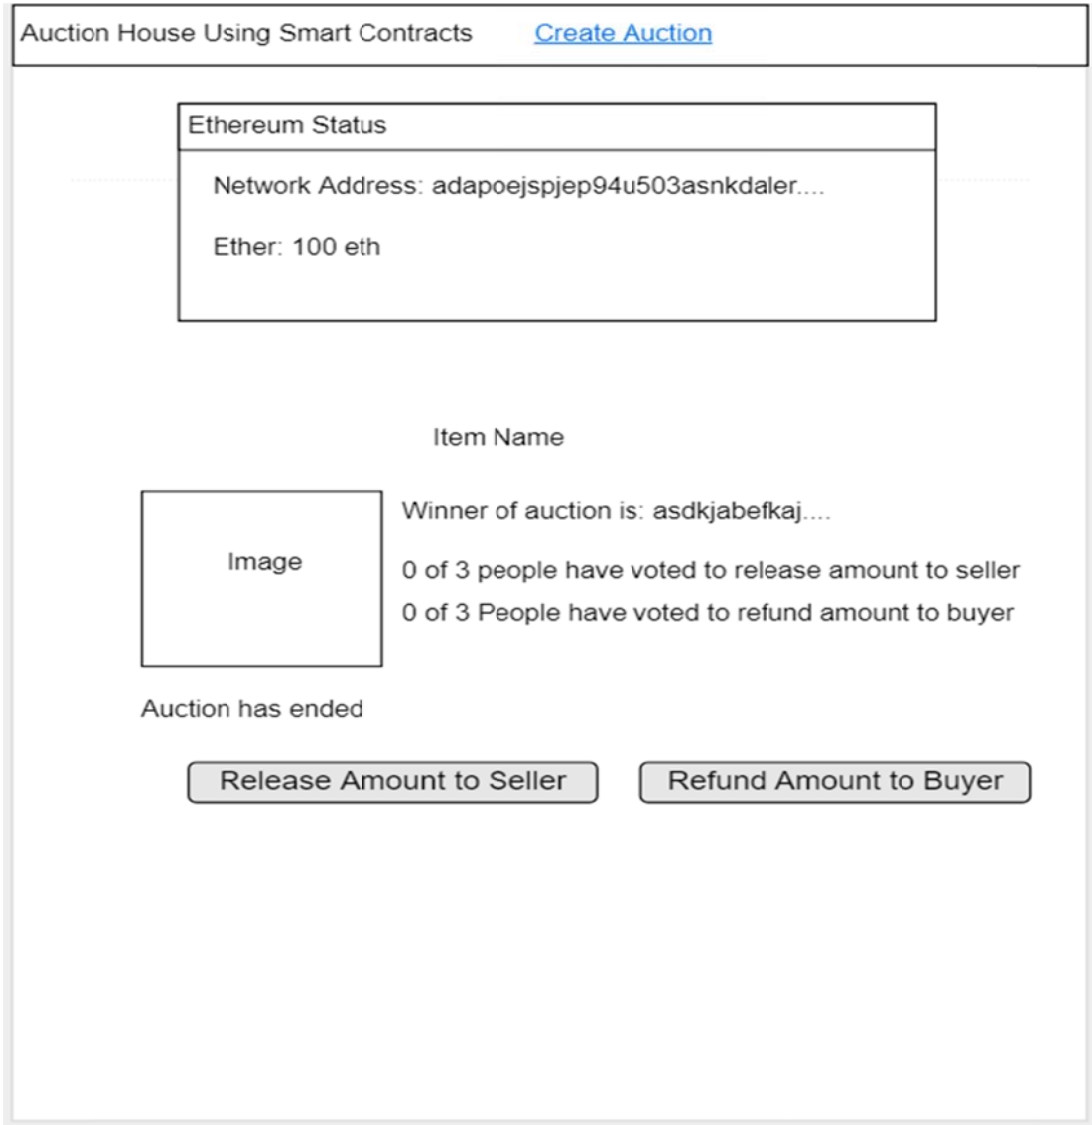 Auction House Using Smart Contracts Create Auction
Ethereum Status
Network Address: adapoejspjep94u503asnkdaler....
Ether: 100 eth
Item Name
Winner of auction is: asdkjabefkaj....
Image
0 of 3 people have voted to release amount to seller
0 of 3 People have voted to refund amount to buyer
Auction has ended
Release Amount to Seller Refund Amount to Buyer